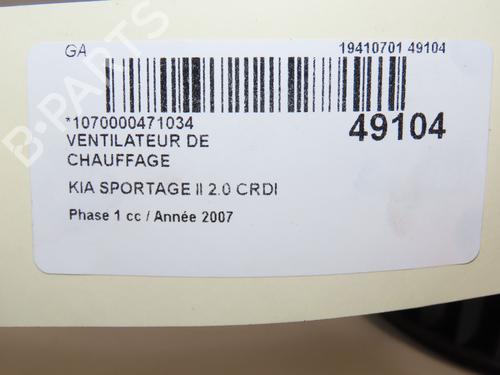 GA 19410701 49104
*1070000471034 49104
VENTILATEUR DE
CHAUFFAGE
KIA SPORTAGE II 2.0 CRDI
Phase 1 cc / Année 2007
B-PARTS